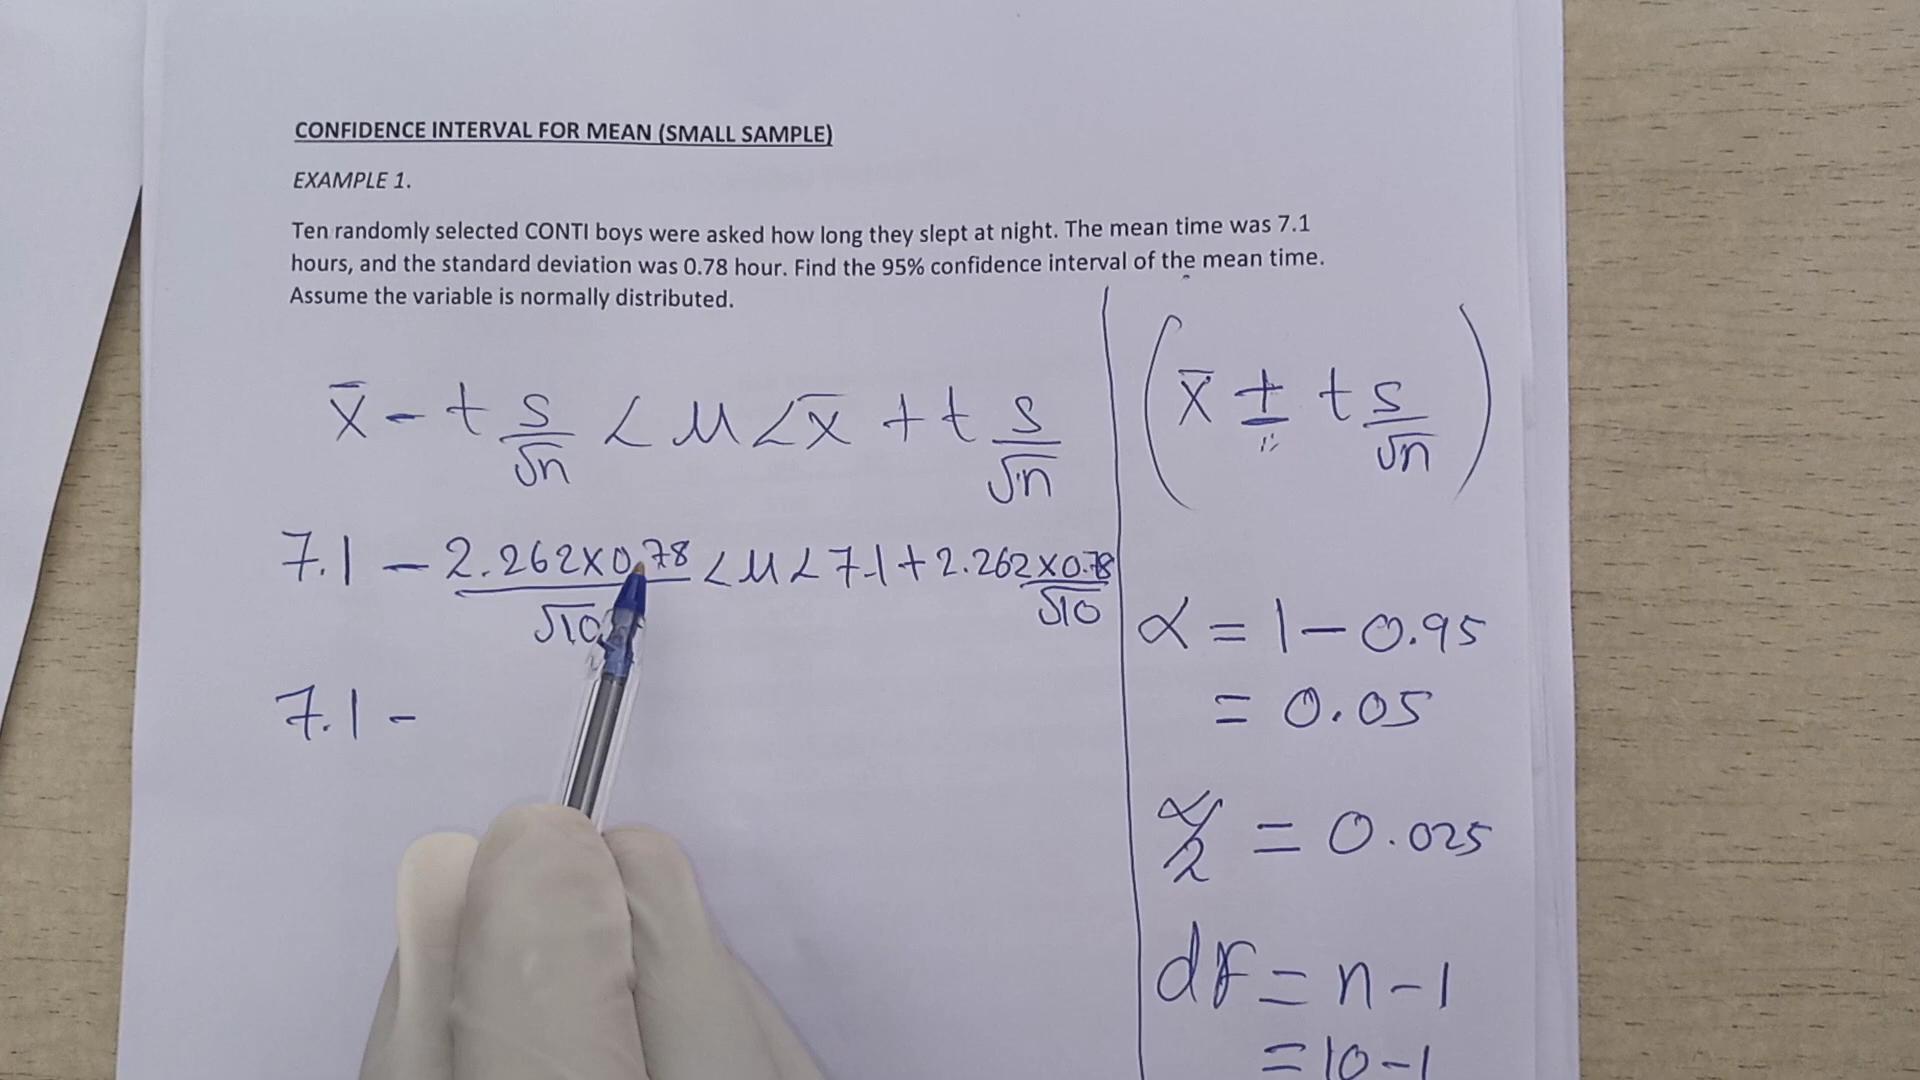 CONFIDENCE INTERVAL FOR MEAN (SMALL SAMPLE)
EXAMPLE 1.
Ten randomly selected CONTI boys were asked how long they slept at night. The mean time was 7.1
hours, and the standard deviation was 0.78 hour. Find the 95% confidence interval of the mean time.
Assume the variable is normally distributed.
x̄ - t s/√n < μ < x̄ + t s/√n
7.1 - 2.262×0.78/√10 < μ < 7.1 + 2.262×0.78/√10
7.1 -
(x̄ ± t s/√n)
α = 1 - 0.95
= 0.05
α/2 = 0.025
df = n - 1
= 10 - 1